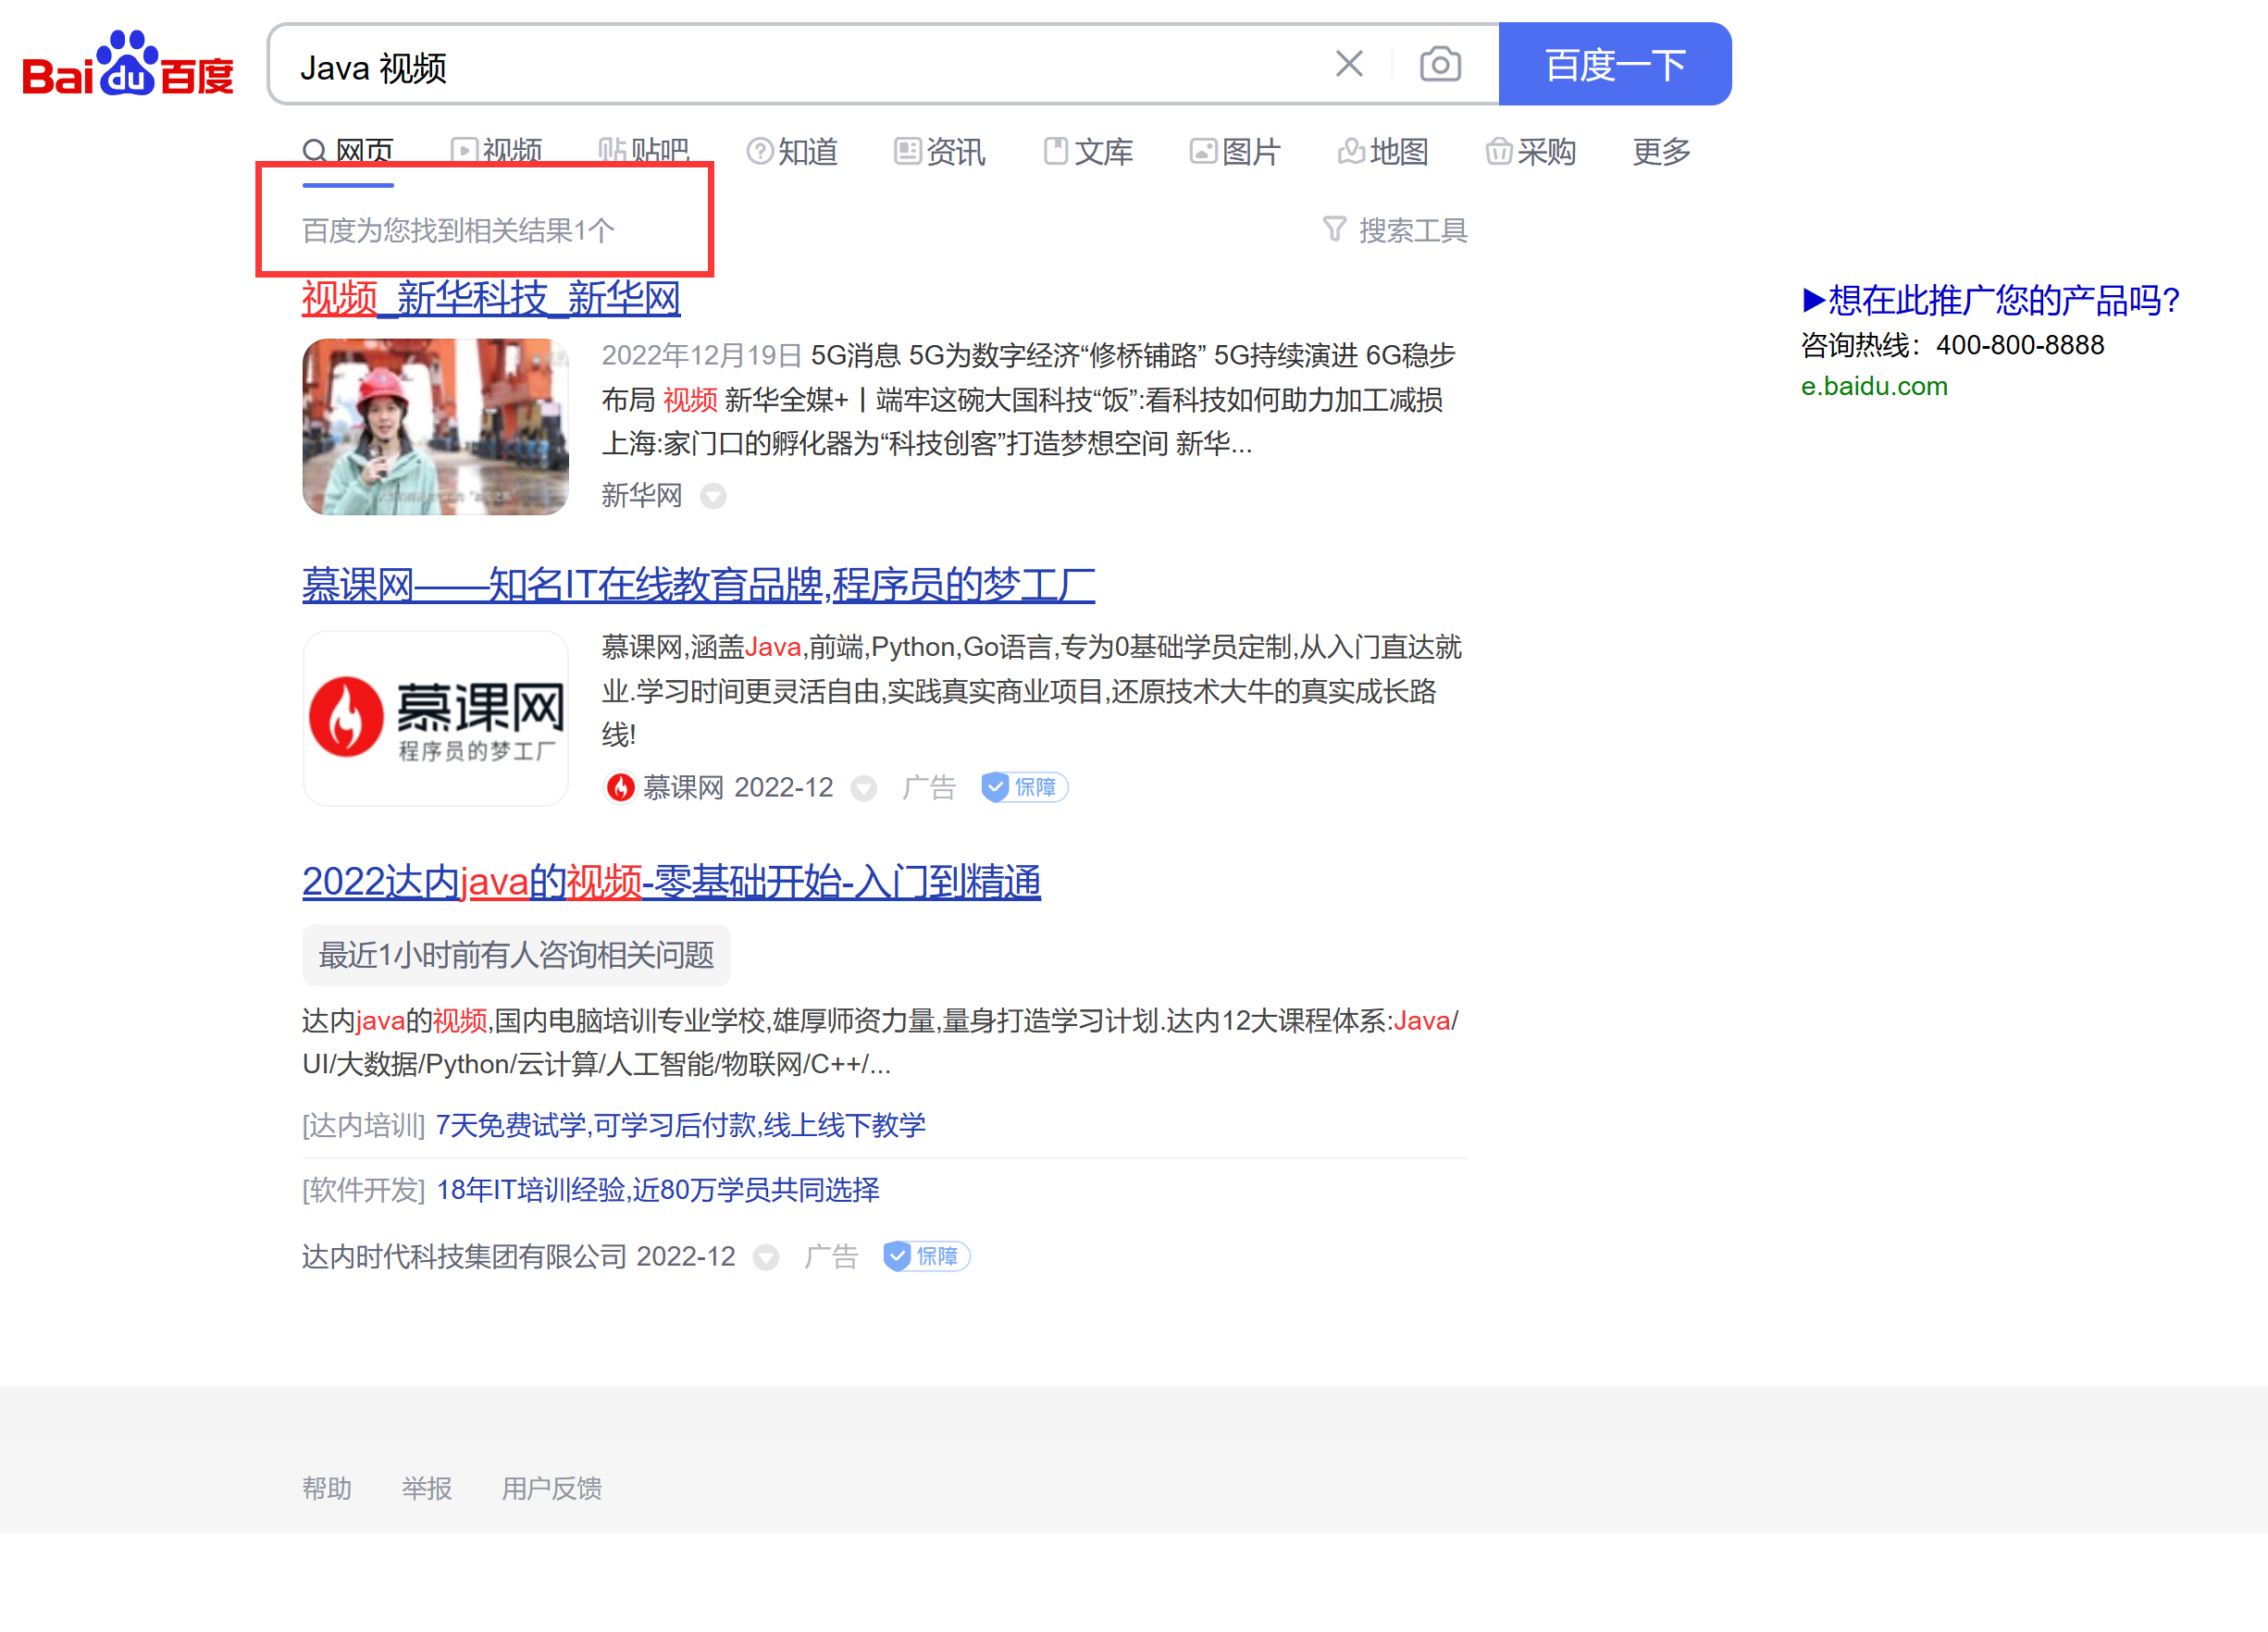 Baidu百度
Java 视频
百度一下
网页 视频 贴吧 知道 资讯 文库 图片 地图 采购 更多
百度为您找到相关结果1个
搜索工具
视频_新华科技_新华网
2022年12月19日 5G消息 5G为数字经济“修桥铺路” 5G持续演进 6G稳步
布局 视频 新华全媒+丨端牢这碗大国科技“饭”:看科技如何助力加工减损
上海:家门口的孵化器为“科技创客”打造梦想空间 新华...
新华网
慕课网——知名IT在线教育品牌,程序员的梦工厂
慕课网
程序员的梦工厂
慕课网,涵盖Java,前端,Python,Go语言,专为0基础学员定制,从入门直达就
业.学习时间更灵活自由,实践真实商业项目,还原技术大牛的真实成长路
线!
慕课网 2022-12 广告 保障
2022达内java的视频-零基础开始-入门到精通
最近1小时前有人咨询相关问题
达内java的视频,国内电脑培训专业学校,雄厚师资力量,量身打造学习计划.达内12大课程体系:Java/
UI/大数据/Python/云计算/人工智能/物联网/C++/...
[达内培训] 7天免费试学,可学习后付款,线上线下教学
[软件开发] 18年IT培训经验,近80万学员共同选择
达内时代科技集团有限公司 2022-12 广告 保障
▶想在此推广您的产品吗?
咨询热线：400-800-8888
e.baidu.com
帮助 举报 用户反馈